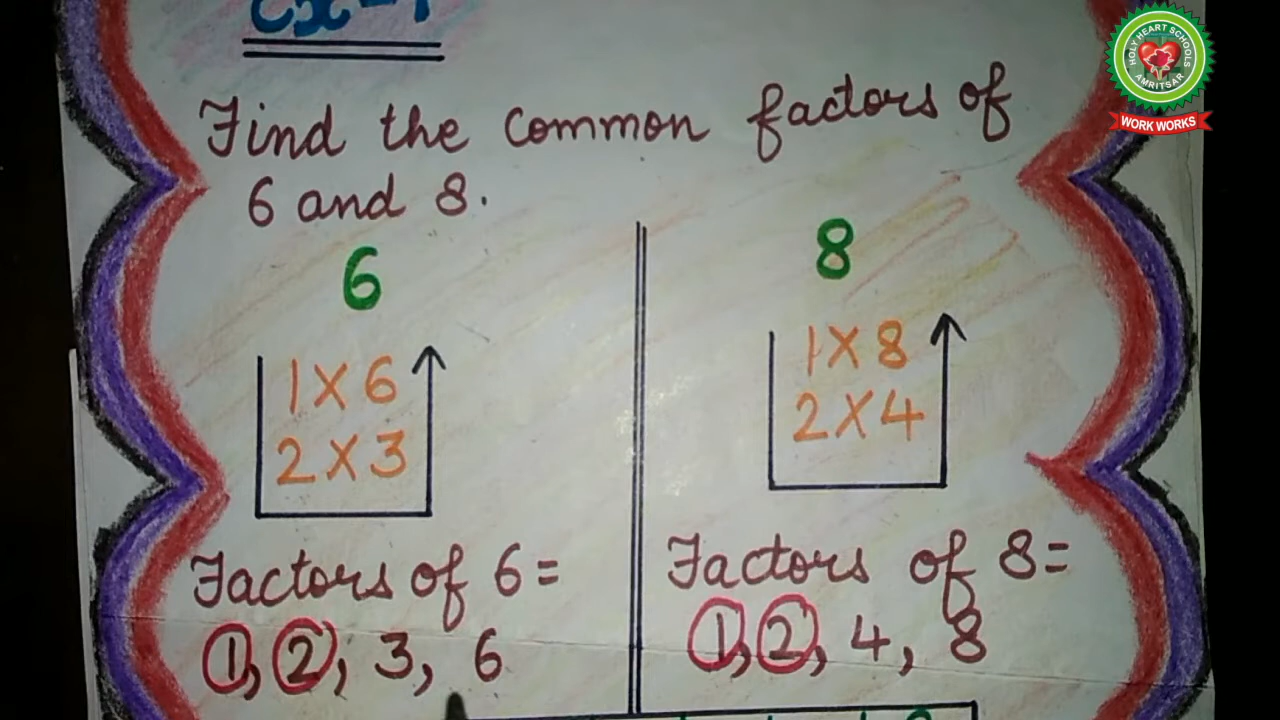 HOLY HEART SCHOOLS
AMRITSAR
WORK WORKS
Find the common factors of
6 and 8.
6
1 X 6
2 X 3
Factors of 6 =
1, 2, 3, 6
8
1 X 8
2 X 4
Factors of 8 =
1, 2, 4, 8